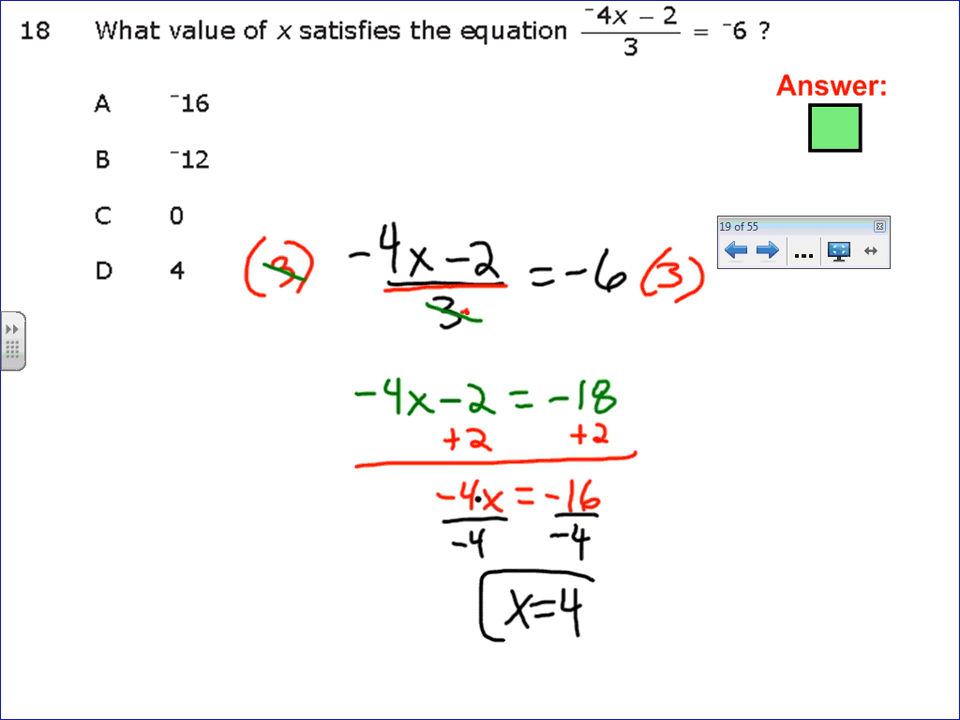 18 What value of x satisfies the equation ⁻4x − 2 / 3 = ⁻6 ?
Answer:
A ⁻16
B ⁻12
C 0
D 4
19 of 55
...
(3) -4x-2 / 3 = -6 (3)
-4x-2 = -18
+2 +2
-4·x = -16
-4 -4
x=4